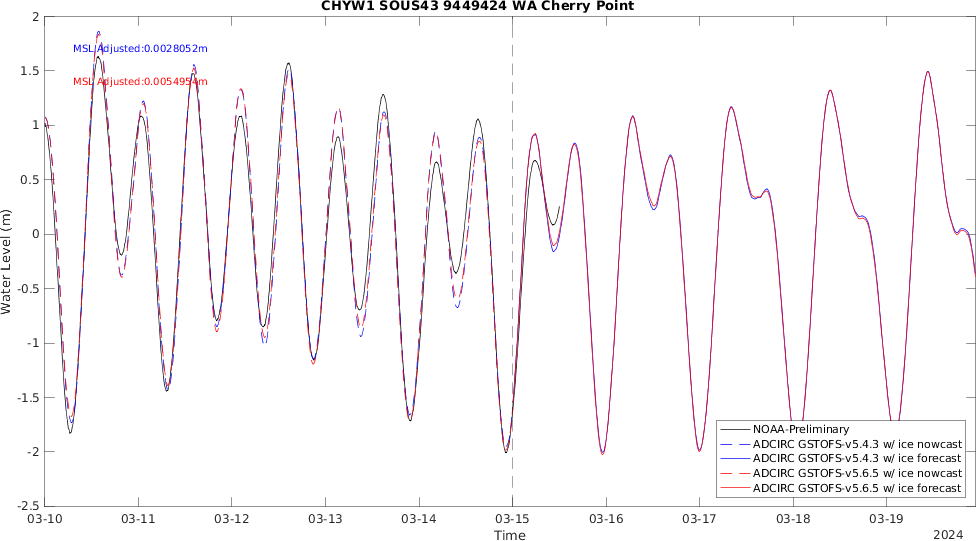 CHYW1 SOUS43 9449424 WA Cherry Point
MSL Adjusted:0.0028052m
MSL Adjusted:0.0054954m
Water Level (m)
2
1.5
1
0.5
0
-0.5
-1
-1.5
-2
-2.5
NOAA-Preliminary
ADCIRC GSTOFS-v5.4.3 w/ ice nowcast
ADCIRC GSTOFS-v5.4.3 w/ ice forecast
ADCIRC GSTOFS-v5.6.5 w/ ice nowcast
ADCIRC GSTOFS-v5.6.5 w/ ice forecast
03-10 03-11 03-12 03-13 03-14 03-15 03-16 03-17 03-18 03-19
Time
2024